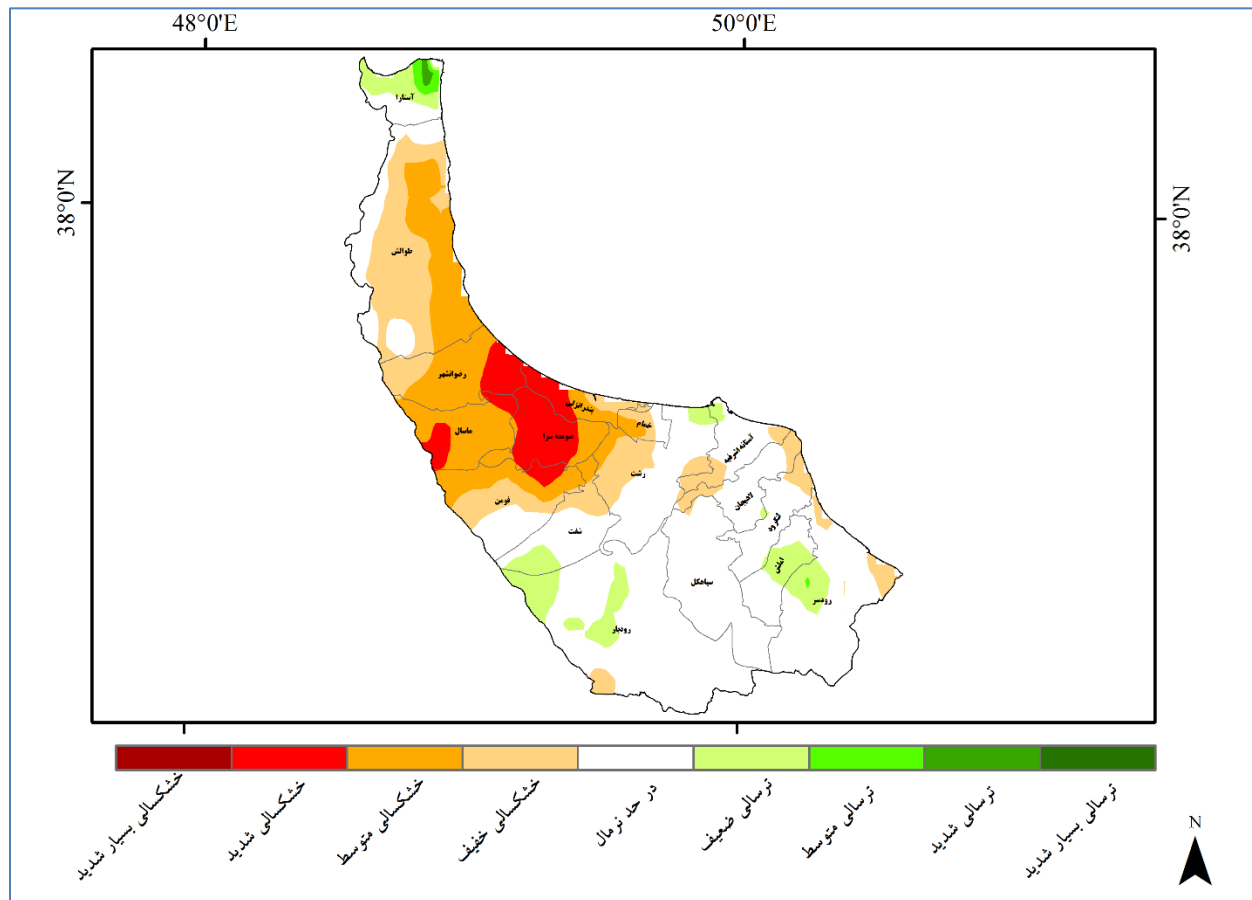 48°0'E
50°0'E
38°0'N
38°0'N
آستارا
طوالش
رضوانشهر
ماسال
صومعه سرا
بندرانزلی
خمام
رشت
فومن
شفت
آستانه اشرفیه
لاهیجان
لنگرود
املش
رودسر
سیاهکل
رودبار
خشکسالی بسیار شدید
خشکسالی شدید
خشکسالی متوسط
خشکسالی خفیف
در حد نرمال
ترسالی ضعیف
ترسالی متوسط
ترسالی شدید
ترسالی بسیار شدید
N